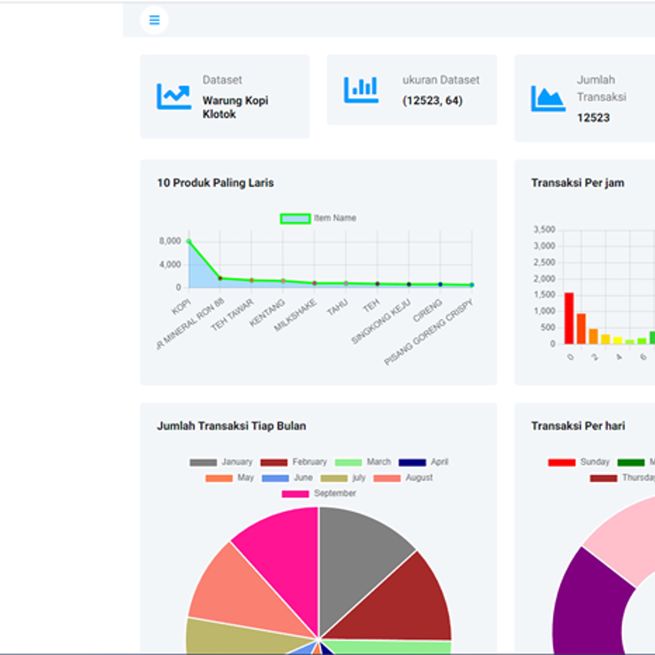 Dataset
Warung Kopi
Klotok
ukuran Dataset
(12523, 64)
Jumlah
Transaksi
12523
10 Produk Paling Laris
Item Name
8,000
4,000
0
KOPI
JR MINERAL RON 88
TEH TAWAR
KENTANG
MILKSHAKE
TAHU
TEH
SINGKONG KEJU
CIRENG
PISANG GORENG CRISPY
Transaksi Per jam
3,500
3,000
2,500
2,000
1,500
1,000
500
0
0 2 4 6
Jumlah Transaksi Tiap Bulan
January February March April
May June july August
September
Transaksi Per hari
Sunday M
Thursday